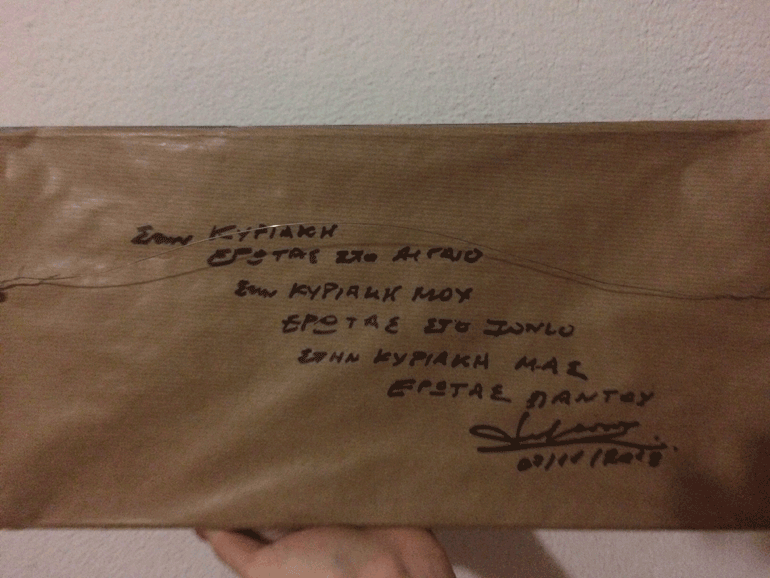 Στην ΚΥΡΙΑΚΗ
ΕΡΩΤΑΣ ΣΤΟ ΑΙΓΑΙΟ
Στην ΚΥΡΙΑΚΗ ΜΟΥ
ΕΡΩΤΑΣ ΣΤΟ ΙΟΝΙΟ
ΣΤΗΝ ΚΥΡΙΑΚΗ ΜΑΣ
ΕΡΩΤΑΣ ΠΑΝΤΟΥ